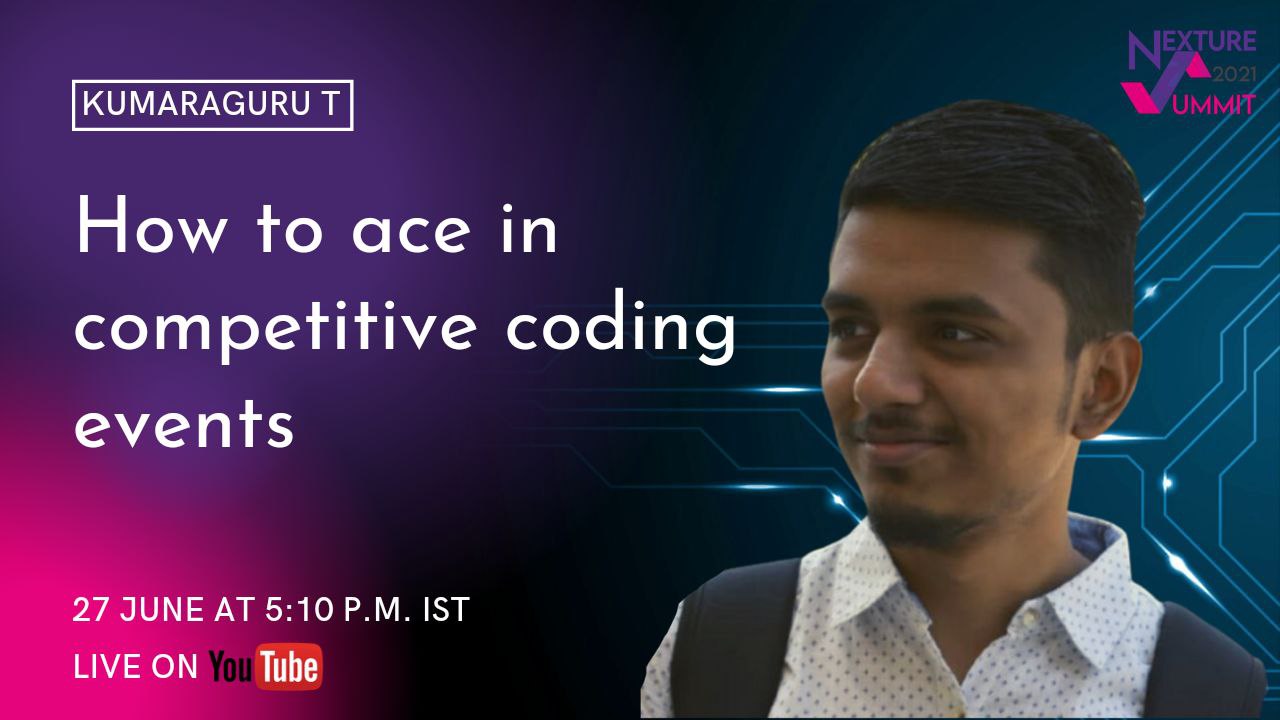 NEXTURE
2021
SUMMIT
KUMARAGURU T
How to ace in
competitive coding
events
27 JUNE AT 5:10 P.M. IST
LIVE ON YouTube